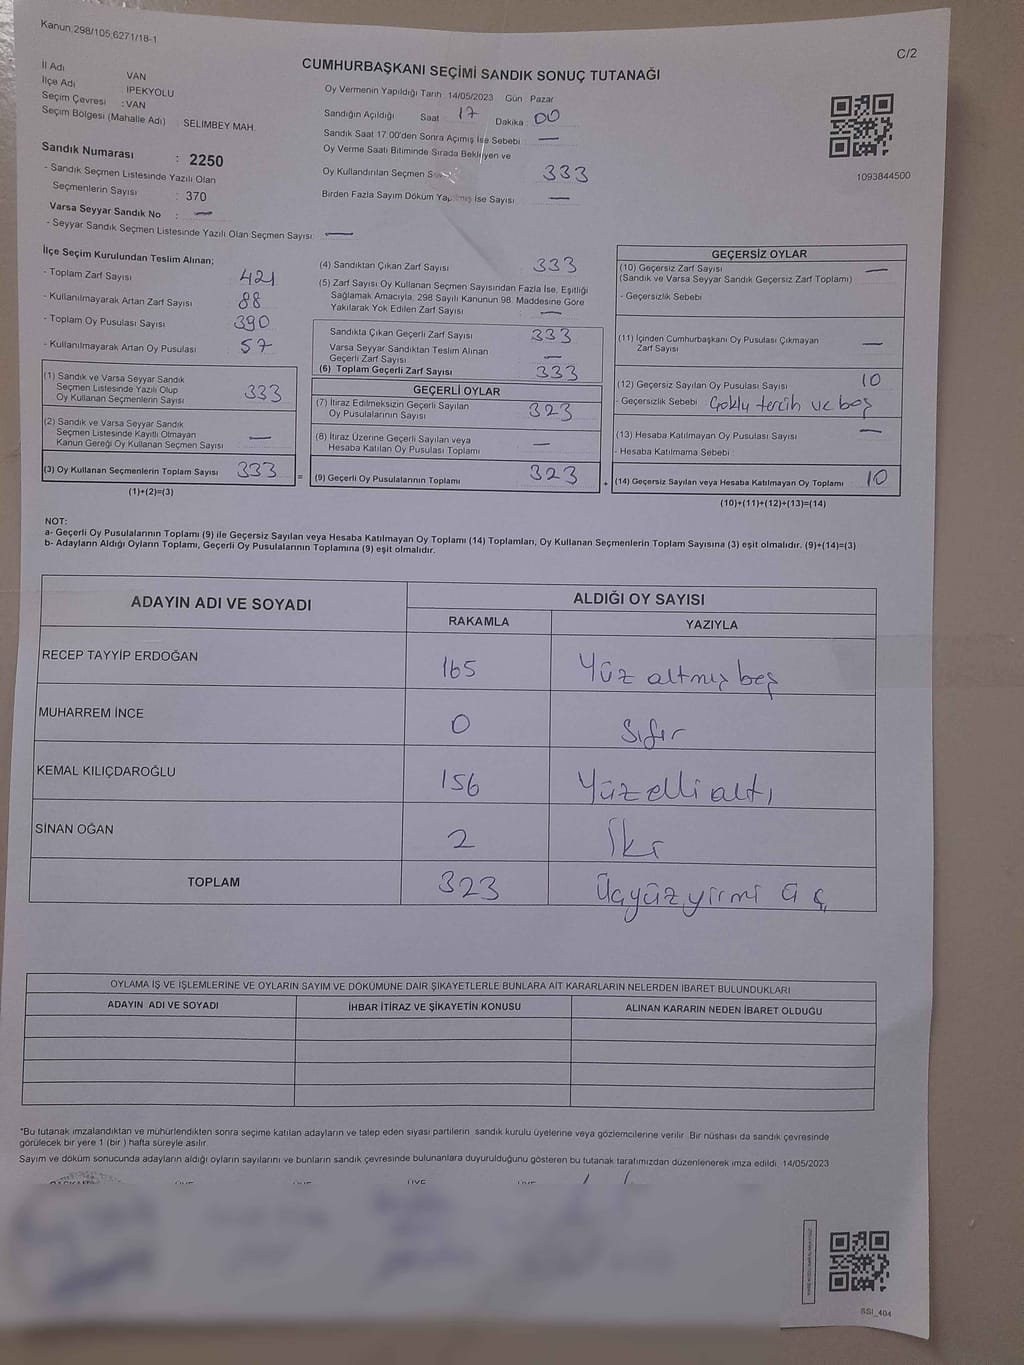 Kanun;298/105;6271/18-1
C/2
CUMHURBAŞKANI SEÇİMİ SANDIK SONUÇ TUTANAĞI
İl Adı : VAN
İlçe Adı : İPEKYOLU
Seçim Çevresi : VAN
Seçim Bölgesi (Mahalle Adı) : SELIMBEY MAH.
Sandık Numarası : 2250
- Sandık Seçmen Listesinde Yazılı Olan
Seçmenlerin Sayısı : 370
Varsa Seyyar Sandık No : —
- Seyyar Sandık Seçmen Listesinde Yazılı Olan Seçmen Sayısı: —
Oy Vermenin Yapıldığı Tarih : 14/05/2023 Gün : Pazar
Sandığın Açıldığı Saat : 17 Dakika : 00
Sandık Saat 17:00'den Sonra Açımış İse Sebebi : —
Oy Verme Saati Bitiminde Sırada Bekleyen ve
Oy Kullandırılan Seçmen 333
Birden Fazla Sayım Döküm Yapılmış İse Sayısı : —
1093844500
İlçe Seçim Kurulundan Teslim Alınan;
- Toplam Zarf Sayısı : 421
- Kullanılmayarak Artan Zarf Sayısı : 88
- Toplam Oy Pusulası Sayısı : 390
- Kullanılmayarak Artan Oy Pusulası : 57
(1) Sandık ve Varsa Seyyar Sandık
Seçmen Listesinde Yazılı Olup
Oy Kullanan Seçmenlerin Sayısı : 333
(2) Sandık ve Varsa Seyyar Sandık
Seçmen Listesinde Kayıtlı Olmayan
Kanun Gereği Oy Kullanan Seçmen Sayısı : —
(3) Oy Kullanan Seçmenlerin Toplam Sayısı : 333 =
(1)+(2)=(3)
(4) Sandıktan Çıkan Zarf Sayısı : 333
(5) Zarf Sayısı Oy Kullanan Seçmen Sayısından Fazla İse, Eşitliği
Sağlamak Amacıyla, 298 Sayılı Kanunun 98. Maddesine Göre
Yakılarak Yok Edilen Zarf Sayısı : —
Sandıkta Çıkan Geçerli Zarf Sayısı : 333
Varsa Seyyar Sandıktan Teslim Alınan
Geçerli Zarf Sayısı : —
(6) Toplam Geçerli Zarf Sayısı : 333
GEÇERLİ OYLAR
(7) İtiraz Edilmeksizin Geçerli Sayılan
Oy Pusulalarının Sayısı : 323
(8) İtiraz Üzerine Geçerli Sayılan veya
Hesaba Katılan Oy Pusulası Toplamı : —
(9) Geçerli Oy Pusulalarının Toplamı : 323 +
GEÇERSİZ OYLAR
(10) Geçersiz Zarf Sayısı : —
(Sandık ve Varsa Seyyar Sandık Geçersiz Zarf Toplamı)
- Geçersizlik Sebebi
(11) İçinden Cumhurbaşkanı Oy Pusulası Çıkmayan
Zarf Sayısı : —
(12) Geçersiz Sayılan Oy Pusulası Sayısı : 10
- Geçersizlik Sebebi Çoklu tercih ve boş
(13) Hesaba Katılmayan Oy Pusulası Sayısı : —
- Hesaba Katılmama Sebebi :
(14) Geçersiz Sayılan veya Hesaba Katılmayan Oy Toplamı : 10
(10)+(11)+(12)+(13)=(14)
NOT:
a- Geçerli Oy Pusulalarının Toplamı (9) ile Geçersiz Sayılan veya Hesaba Katılmayan Oy Toplamı (14) Toplamları, Oy Kullanan Seçmenlerin Toplam Sayısına (3) eşit olmalıdır. (9)+(14)=(3)
b- Adayların Aldığı Oyların Toplamı, Geçerli Oy Pusulalarının Toplamına (9) eşit olmalıdır.
ADAYIN ADI VE SOYADI ALDIĞI OY SAYISI
RAKAMLA YAZIYLA
RECEP TAYYİP ERDOĞAN 165 Yüz altmış beş
MUHARREM İNCE 0 Sıfır
KEMAL KILIÇDAROĞLU 156 Yüz elli altı
SİNAN OĞAN 2 İki
TOPLAM 323 Üçyüz yirmi üç
OYLAMA İŞ VE İŞLEMLERİNE VE OYLARIN SAYIM VE DÖKÜMÜNE DAİR ŞİKAYETLERLE BUNLARA AİT KARARLARIN NELERDEN İBARET BULUNDUKLARI
ADAYIN ADI VE SOYADI İHBAR İTİRAZ VE ŞİKAYETİN KONUSU ALINAN KARARIN NEDEN İBARET OLDUĞU
*Bu tutanak imzalandıktan ve mühürlendikten sonra seçime katılan adayların ve talep eden siyasi partilerin sandık kurulu üyelerine veya gözlemcilerine verilir. Bir nüshası da sandık çevresinde
görülecek bir yere 1 (bir ) hafta süreyle asılır.
Sayım ve döküm sonucunda adayların aldığı oyların sayılarını ve bunların sandık çevresinde bulunanlara duyurulduğunu gösteren bu tutanak tarafımızdan düzenlenerek imza edildi. 14/05/2023
SSI_404